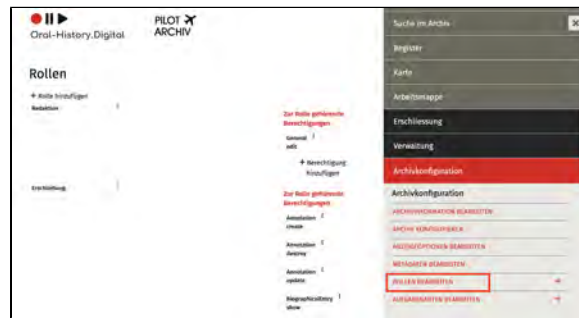 Oral-History.Digital
PILOT
ARCHIV
Rollen
+ Rolle hinzufügen
Redaktion
Zur Rolle gehörende
Berechtigungen
General
edit
+ Berechtigung
hinzufügen
Erschließung
Zur Rolle gehörende
Berechtigungen
Annotation
create
Annotation
destroy
Annotation
update
BiographicalEntry
show
Suche im Archiv
Register
Karte
Arbeitsmappe
Erschliessung
Verwaltung
Archivkonfiguration
Archivkonfiguration
ARCHIVINFORMATION BEARBEITEN
ARCHIV KONFIGURIEREN
ANZEIGEOPTIONEN BEARBEITEN
METADATEN BEARBEITEN
ROLLEN BEARBEITEN
AUFGABENARTEN BEARBEITEN